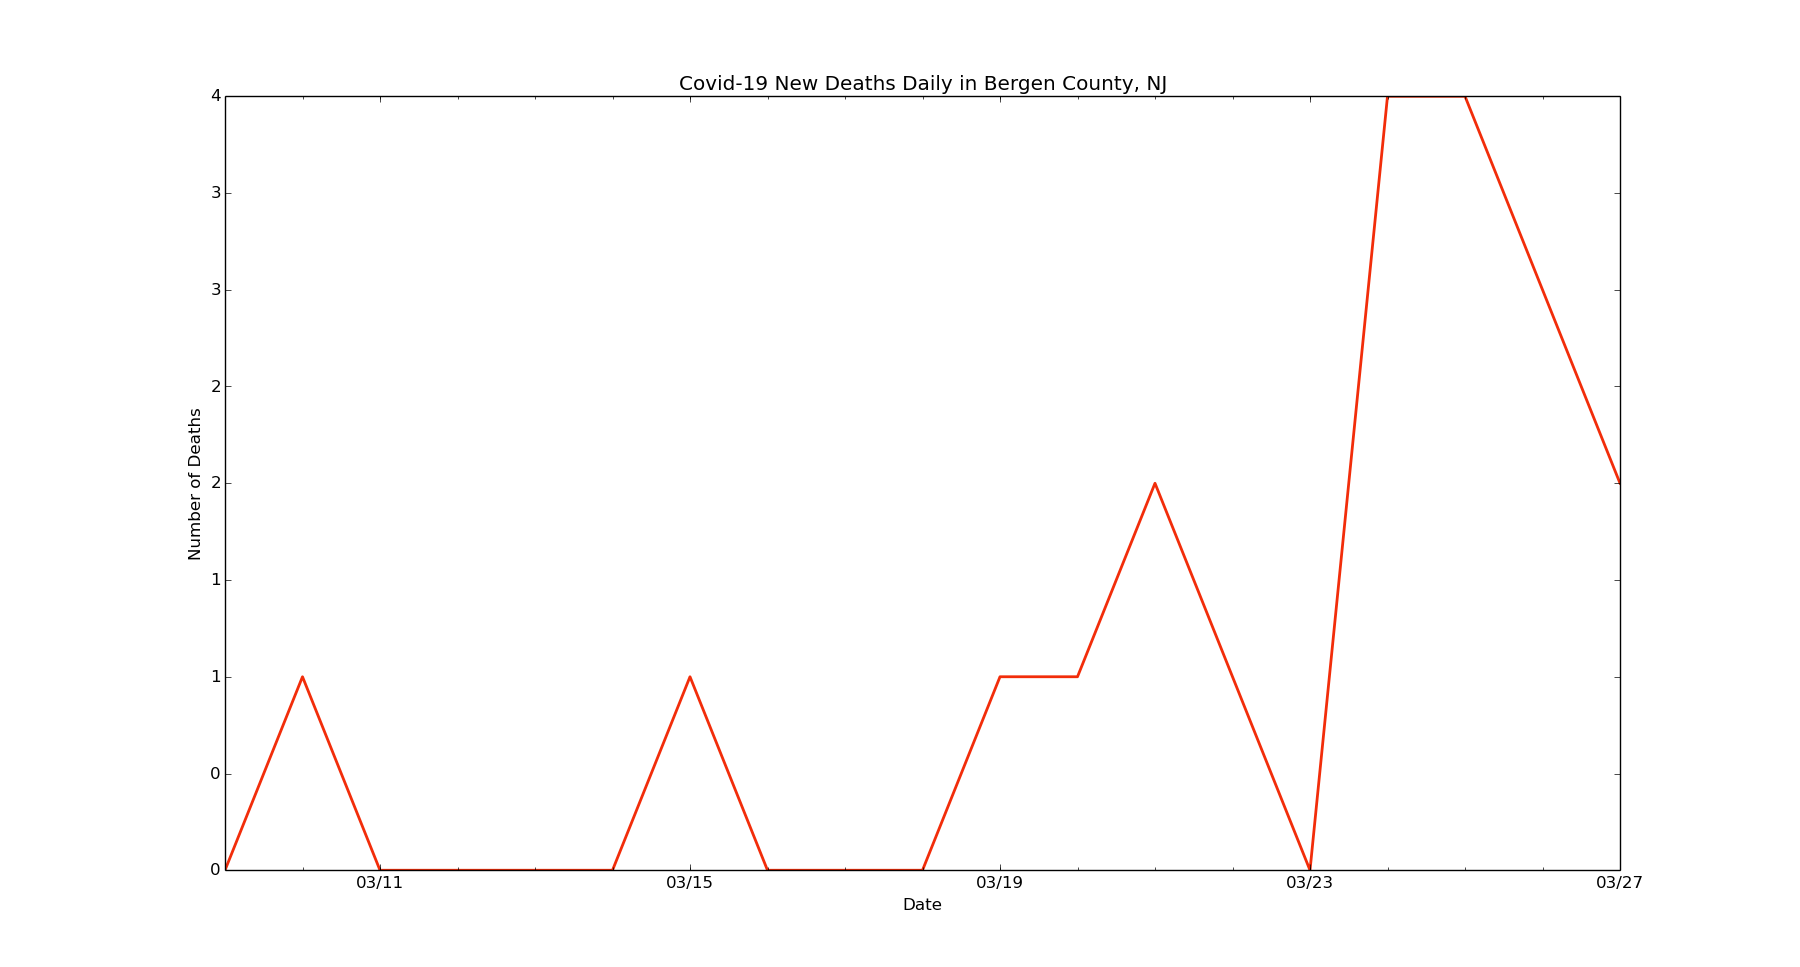 Covid-19 New Deaths Daily in Bergen County, NJ
4
3
3
2
2
1
1
0
0
Number of Deaths
03/11 03/15 03/19 03/23 03/27
Date